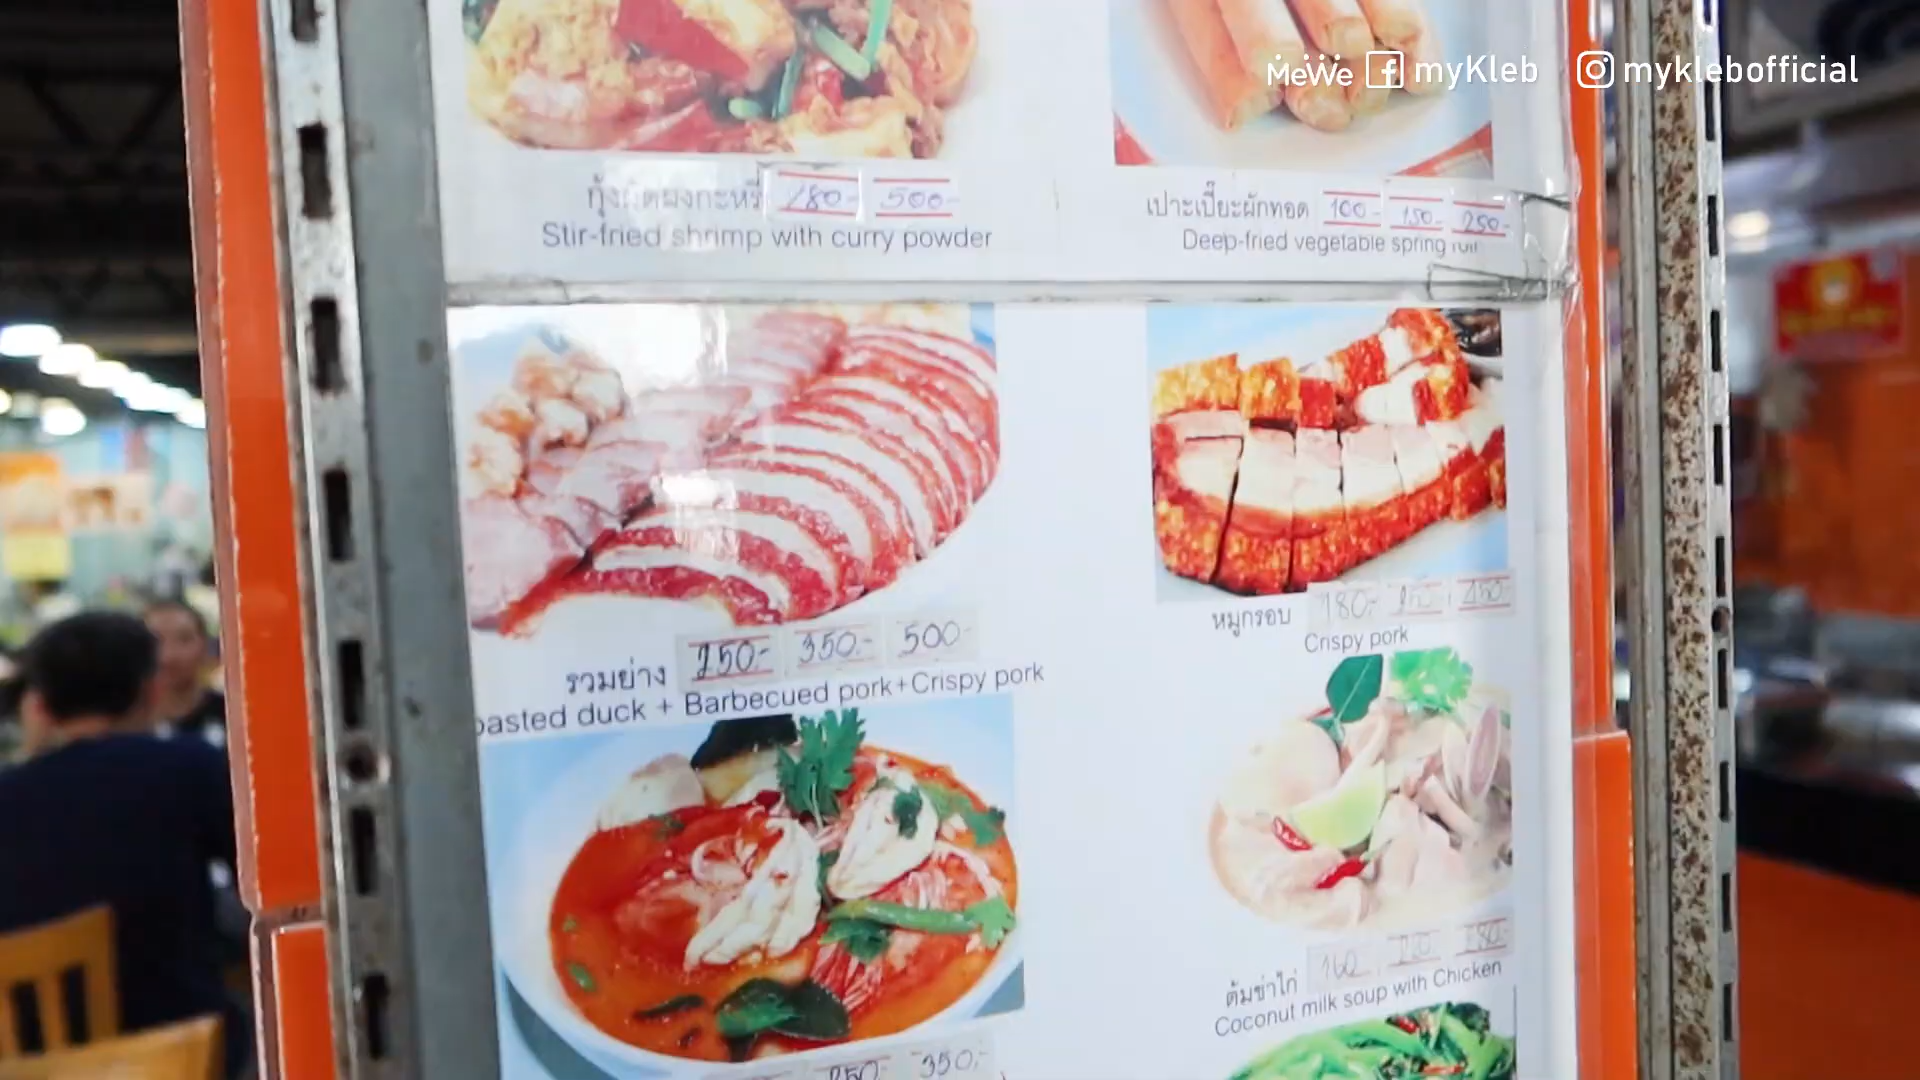 MeWe myKleb myklebofficial
กุ้งผัดผงกะหรี่ 280.- 500.-
Stir-fried shrimp with curry powder
เปาะเปี๊ยะผักทอด 100.- 150.- 250.-
Deep-fried vegetable spring roll
รวมย่าง 250.- 350.- 500.-
oasted duck + Barbecued pork+Crispy pork
หมูกรอบ 180.- 450.-
Crispy pork
ต้มข่าไก่ 160
Coconut milk soup with Chicken
250.- 350.-